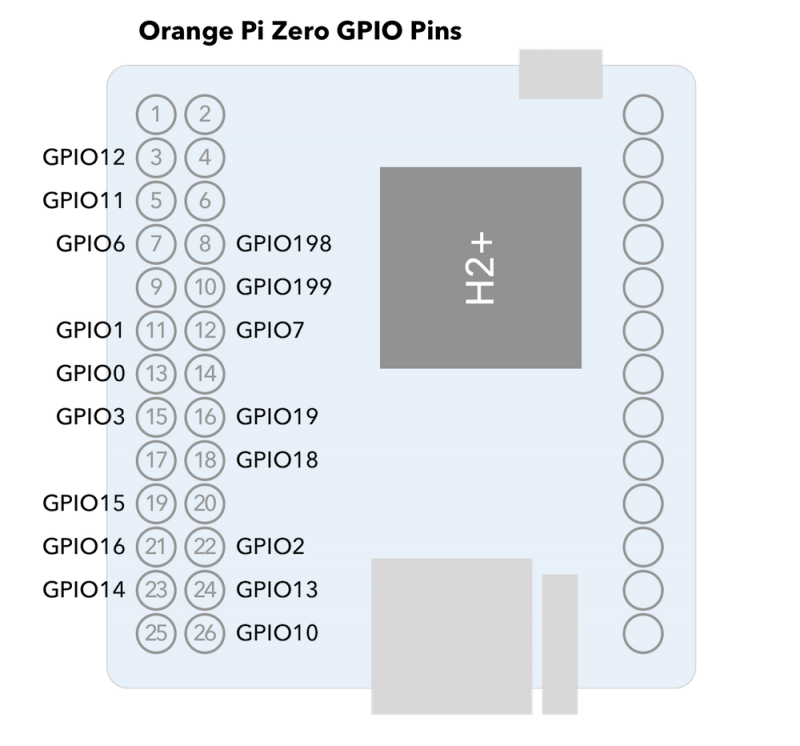 Orange Pi Zero GPIO Pins
1 2
GPIO12 3 4
GPIO11 5 6
GPIO6 7 8 GPIO198
9 10 GPIO199
GPIO1 11 12 GPIO7
GPIO0 13 14
GPIO3 15 16 GPIO19
17 18 GPIO18
GPIO15 19 20
GPIO16 21 22 GPIO2
GPIO14 23 24 GPIO13
25 26 GPIO10
H2+